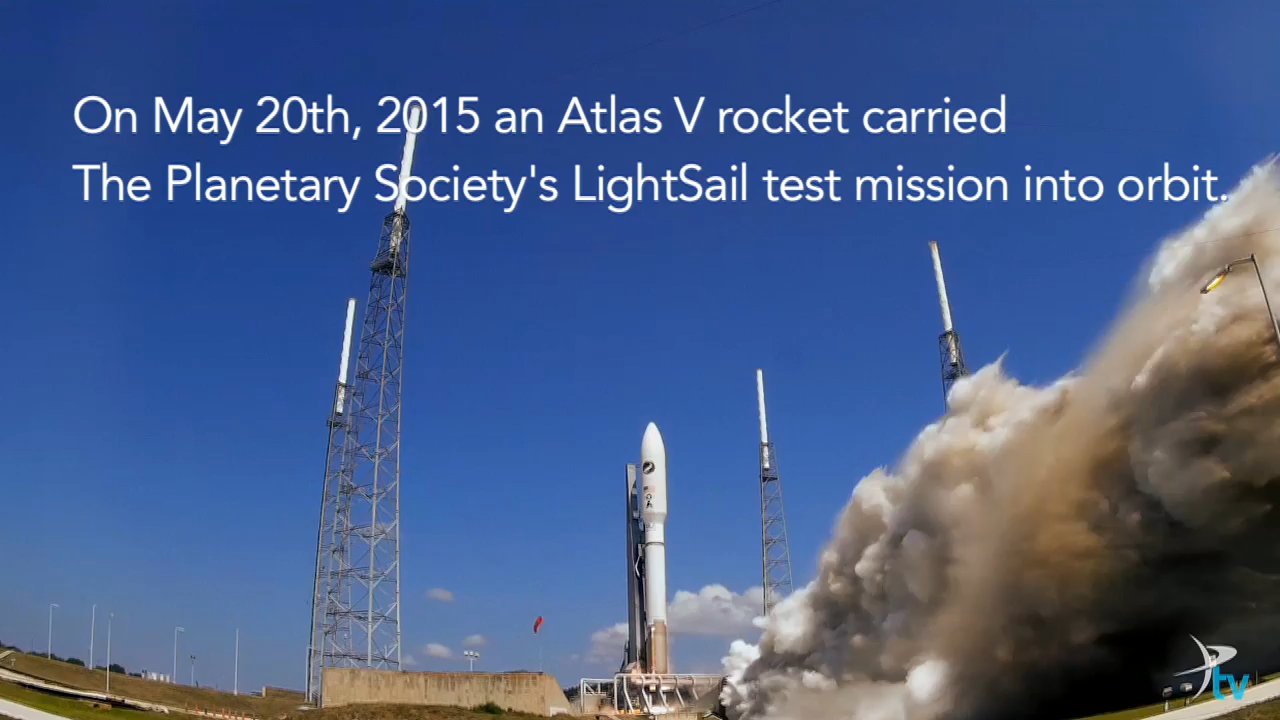 On May 20th, 2015 an Atlas V rocket carried
The Planetary Society's LightSail test mission into orbit.
tv